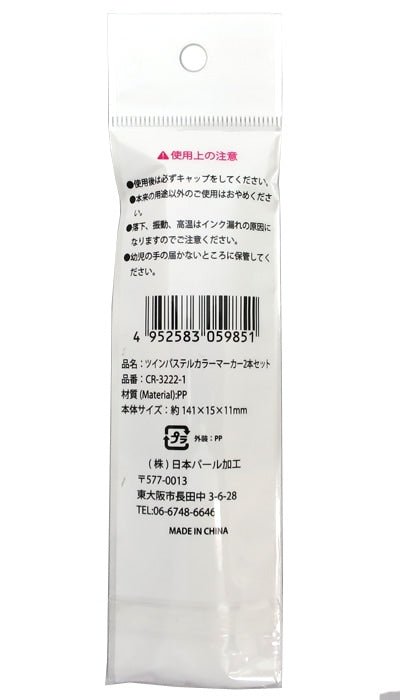 ⚠使用上の注意
●使用後は必ずキャップをしてください。
●本来の用途以外のご使用はおやめくださ
い。
●落下、振動、高温はインク漏れの原因に
なりますのでご注意ください。
●幼児の手の届かないところに保管してく
ださい。
4 952583 059851
品名：ツインパステルカラーマーカー2本セット
品番：CR-3222-1
材質 (Material):PP
本体サイズ：約 141×15×11mm
プラ 外装：PP
(株) 日本パール加工
〒577-0013
東大阪市長田中 3-6-28
TEL:06-6748-6646
MADE IN CHINA